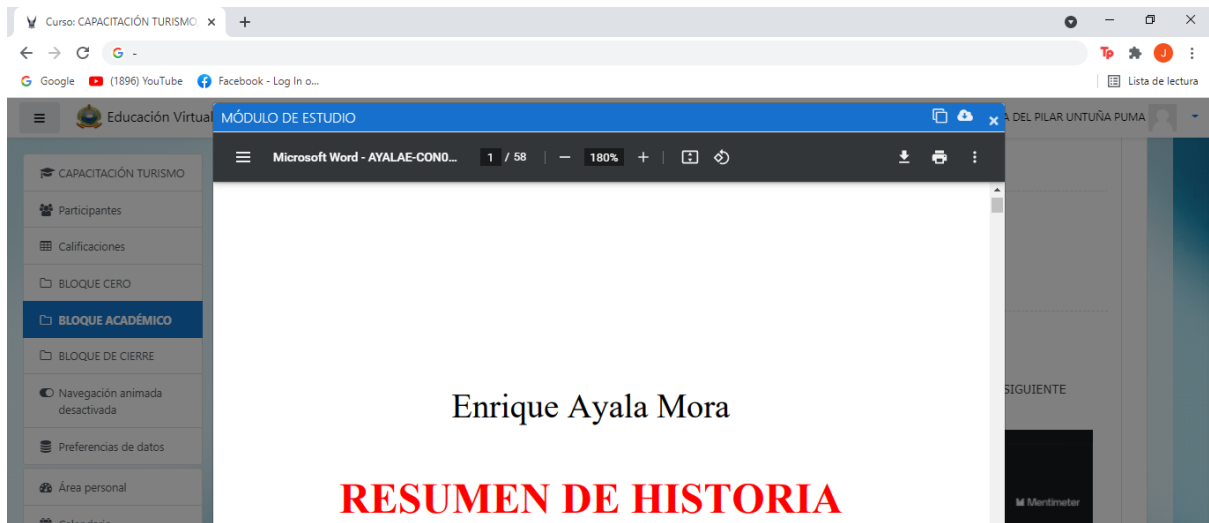 Curso: CAPACITACIÓN TURISMO
G -
Google
(1896) YouTube
Facebook - Log In o...
Lista de lectura
Tp
J
Educación Virtual
MÓDULO DE ESTUDIO
DEL PILAR UNTUÑA PUMA
Microsoft Word - AYALAE-CON0... 1 / 58 | — 180% + |
CAPACITACIÓN TURISMO
Participantes
Calificaciones
BLOQUE CERO
BLOQUE ACADÉMICO
BLOQUE DE CIERRE
Navegación animada
desactivada
Preferencias de datos
Área personal
Enrique Ayala Mora
RESUMEN DE HISTORIA
SIGUIENTE
Mentimeter